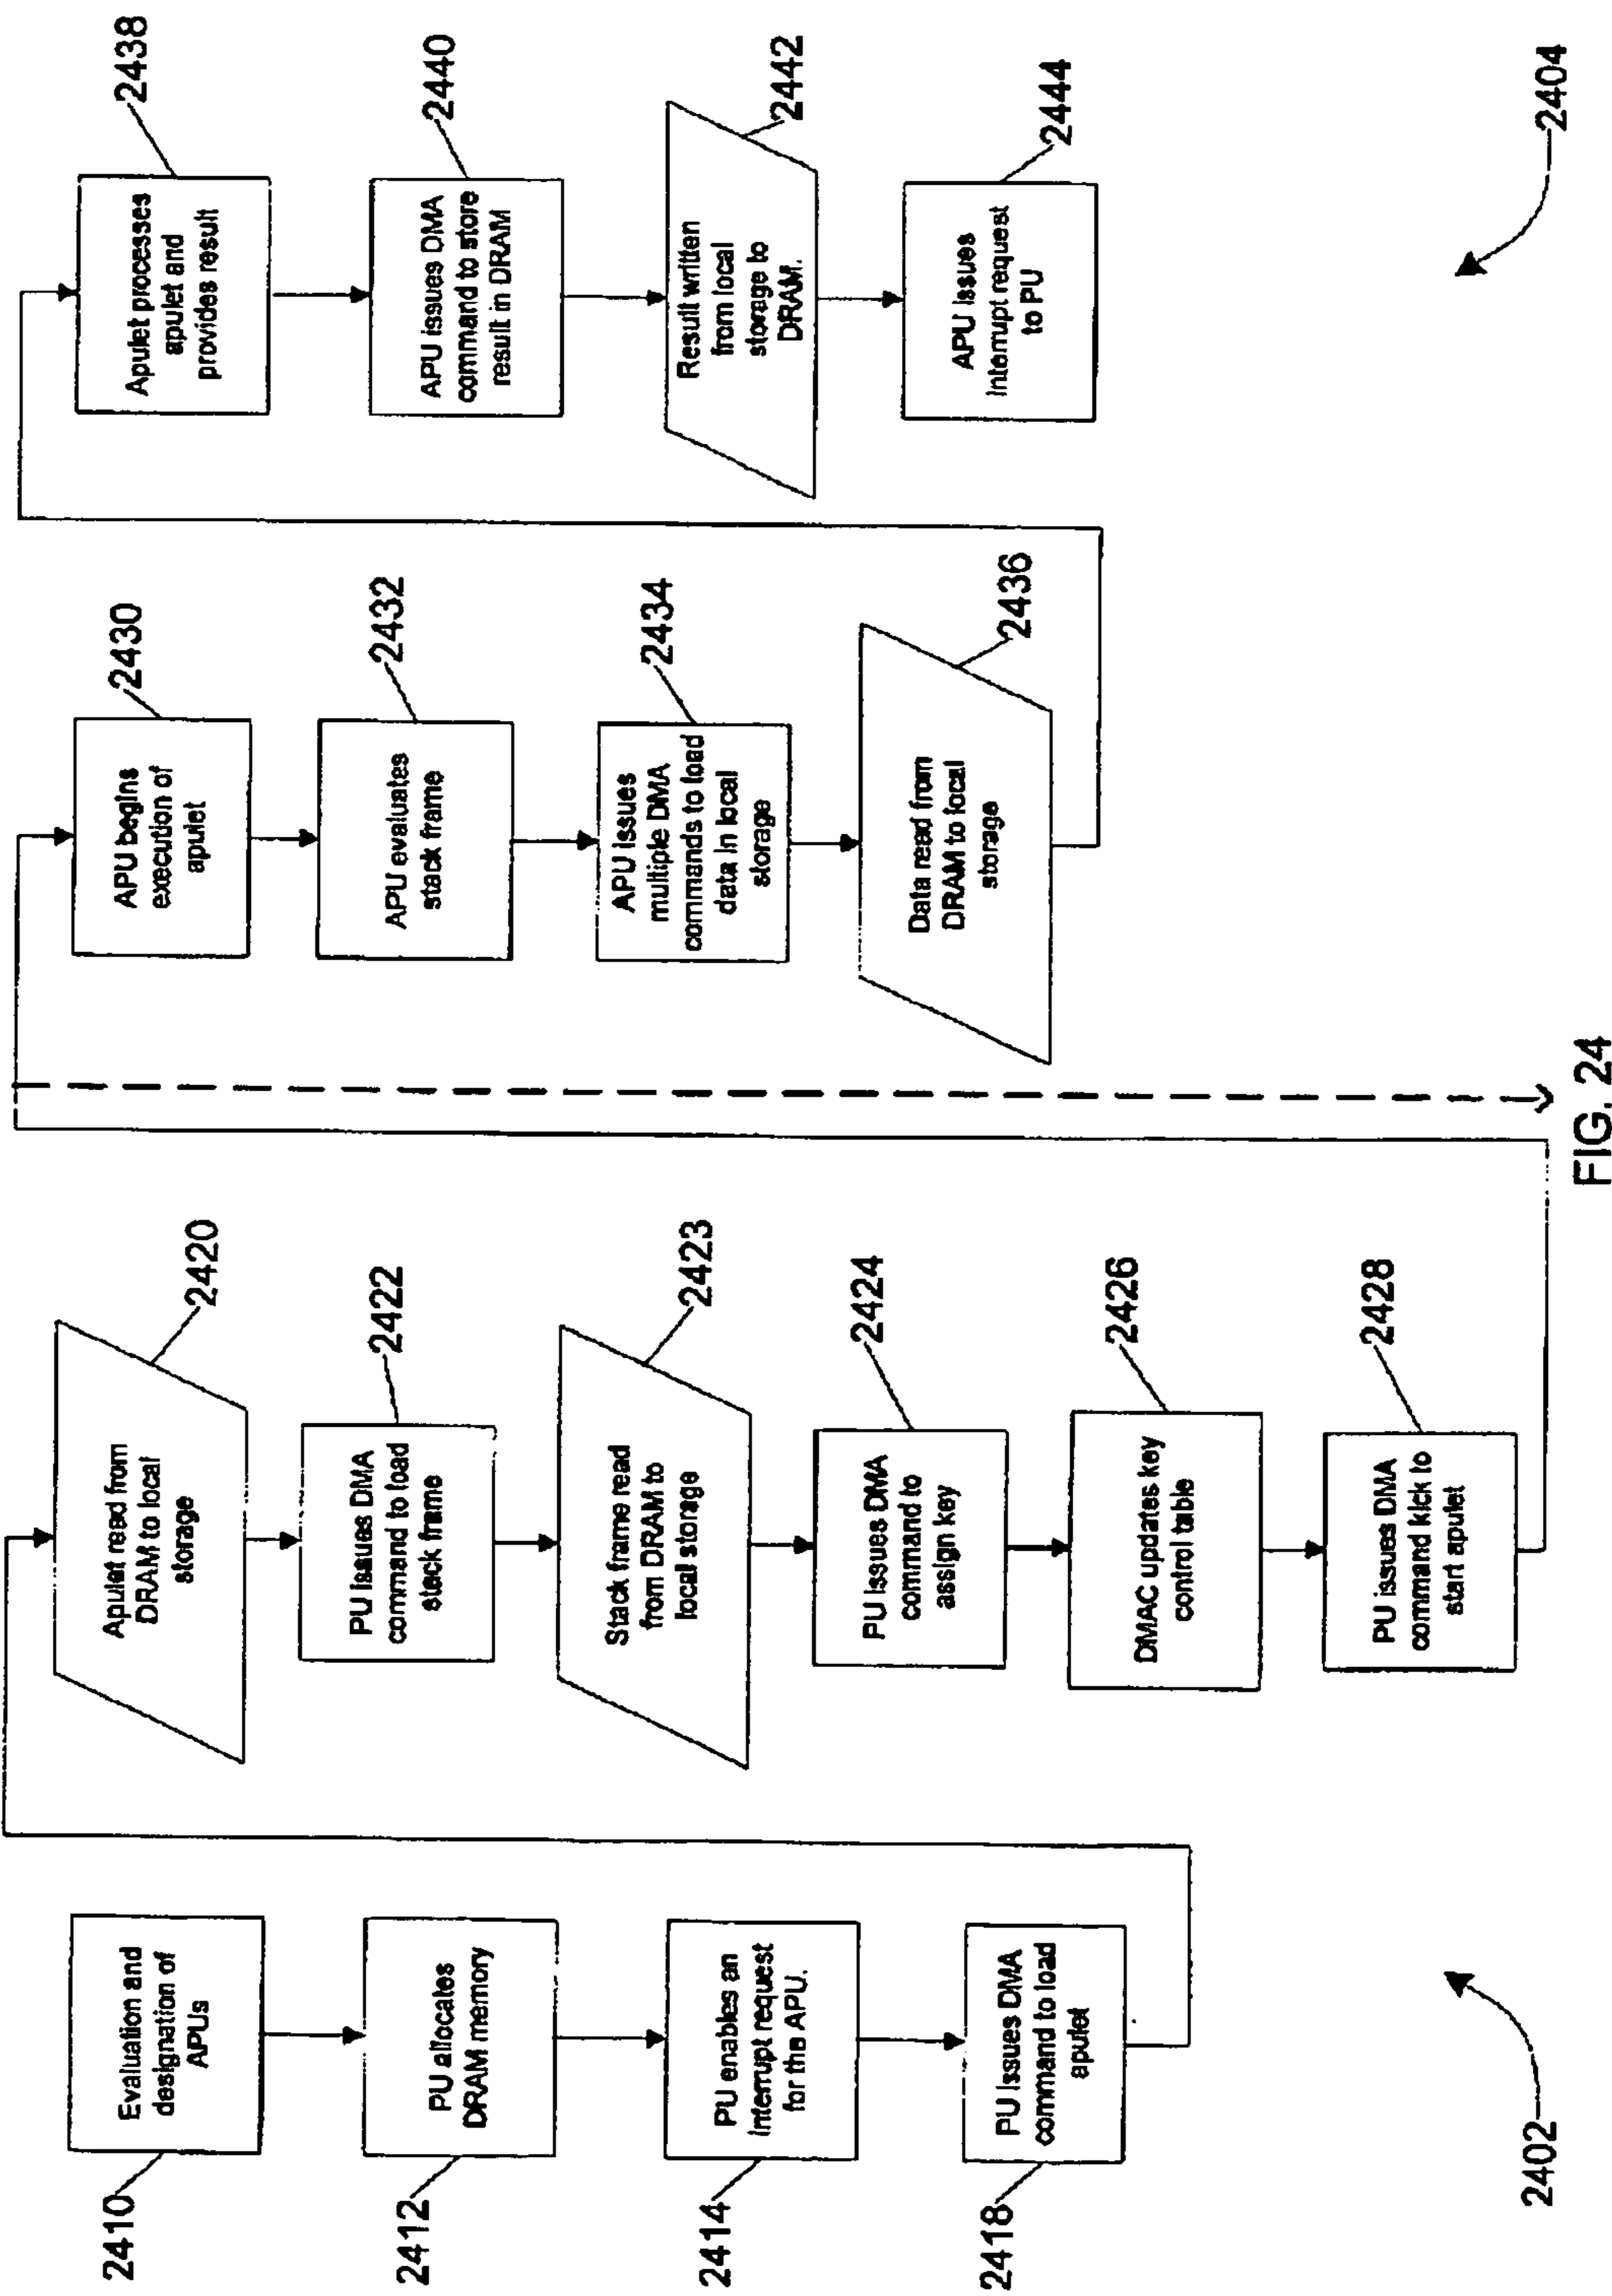 2410
Evaluation and
designation of
APUs
2412
PU allocates
DRAM memory
2414
PU enables an
Interrupt request
for the APU.
2418
PU issues DMA
command to load
apulet
2402
2420
Apulet read from
DRAM to local
storage
2422
PU issues DMA
command to load
stack frame
2423
Stack frame read
from DRAM to
local storage
2424
PU issues DMA
command to
assign key
2426
DMAC updates key
control table
2428
PU issues DMA
command kick to
start apulet
2430
APU begins
execution of
apulet
2432
APU evaluates
stack frame
2434
APU issues
multiple DMA
commands to load
data in local
storage
2436
Data read from
DRAM to local
storage
2438
Apulet processes
apulet and
provides result
2440
APU issues DMA
command to store
result in DRAM
2442
Result written
from local
storage to
DRAM.
2444
APU issues
Interrupt request
to PU
2404
FIG. 24